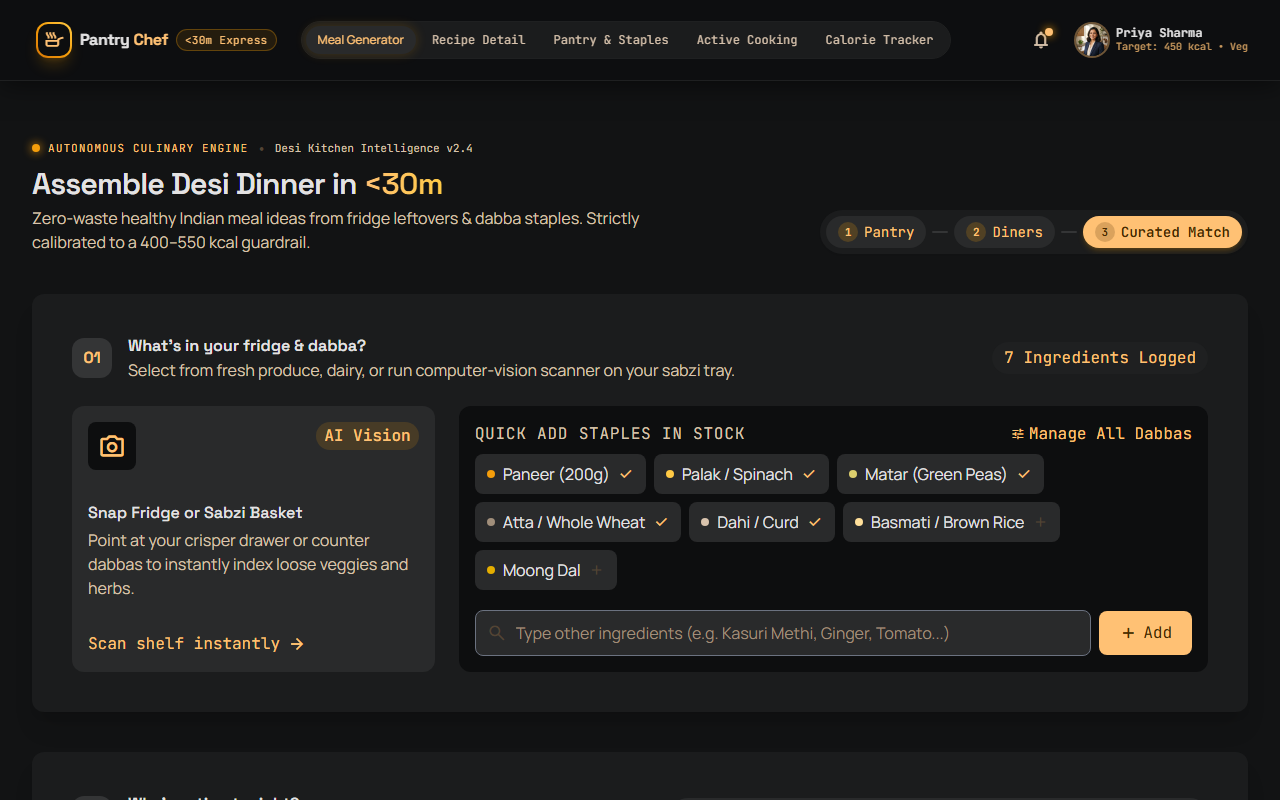 Pantry Chef
<30m Express
Meal Generator
Recipe Detail
Pantry & Staples
Active Cooking
Calorie Tracker
Priya Sharma
Target: 450 kcal • Veg
AUTONOMOUS CULINARY ENGINE • Desi Kitchen Intelligence v2.4
Assemble Desi Dinner in <30m
Zero-waste healthy Indian meal ideas from fridge leftovers & dabba staples. Strictly
calibrated to a 400–550 kcal guardrail.
1 Pantry
2 Diners
3 Curated Match
01
What's in your fridge & dabba?
Select from fresh produce, dairy, or run computer-vision scanner on your sabzi tray.
7 Ingredients Logged
AI Vision
Snap Fridge or Sabzi Basket
Point at your crisper drawer or counter
dabbas to instantly index loose veggies and
herbs.
Scan shelf instantly →
QUICK ADD STAPLES IN STOCK
Manage All Dabbas
Paneer (200g) ✓
Palak / Spinach ✓
Matar (Green Peas) ✓
Atta / Whole Wheat ✓
Dahi / Curd ✓
Basmati / Brown Rice +
Moong Dal +
Type other ingredients (e.g. Kasuri Methi, Ginger, Tomato...)
+ Add